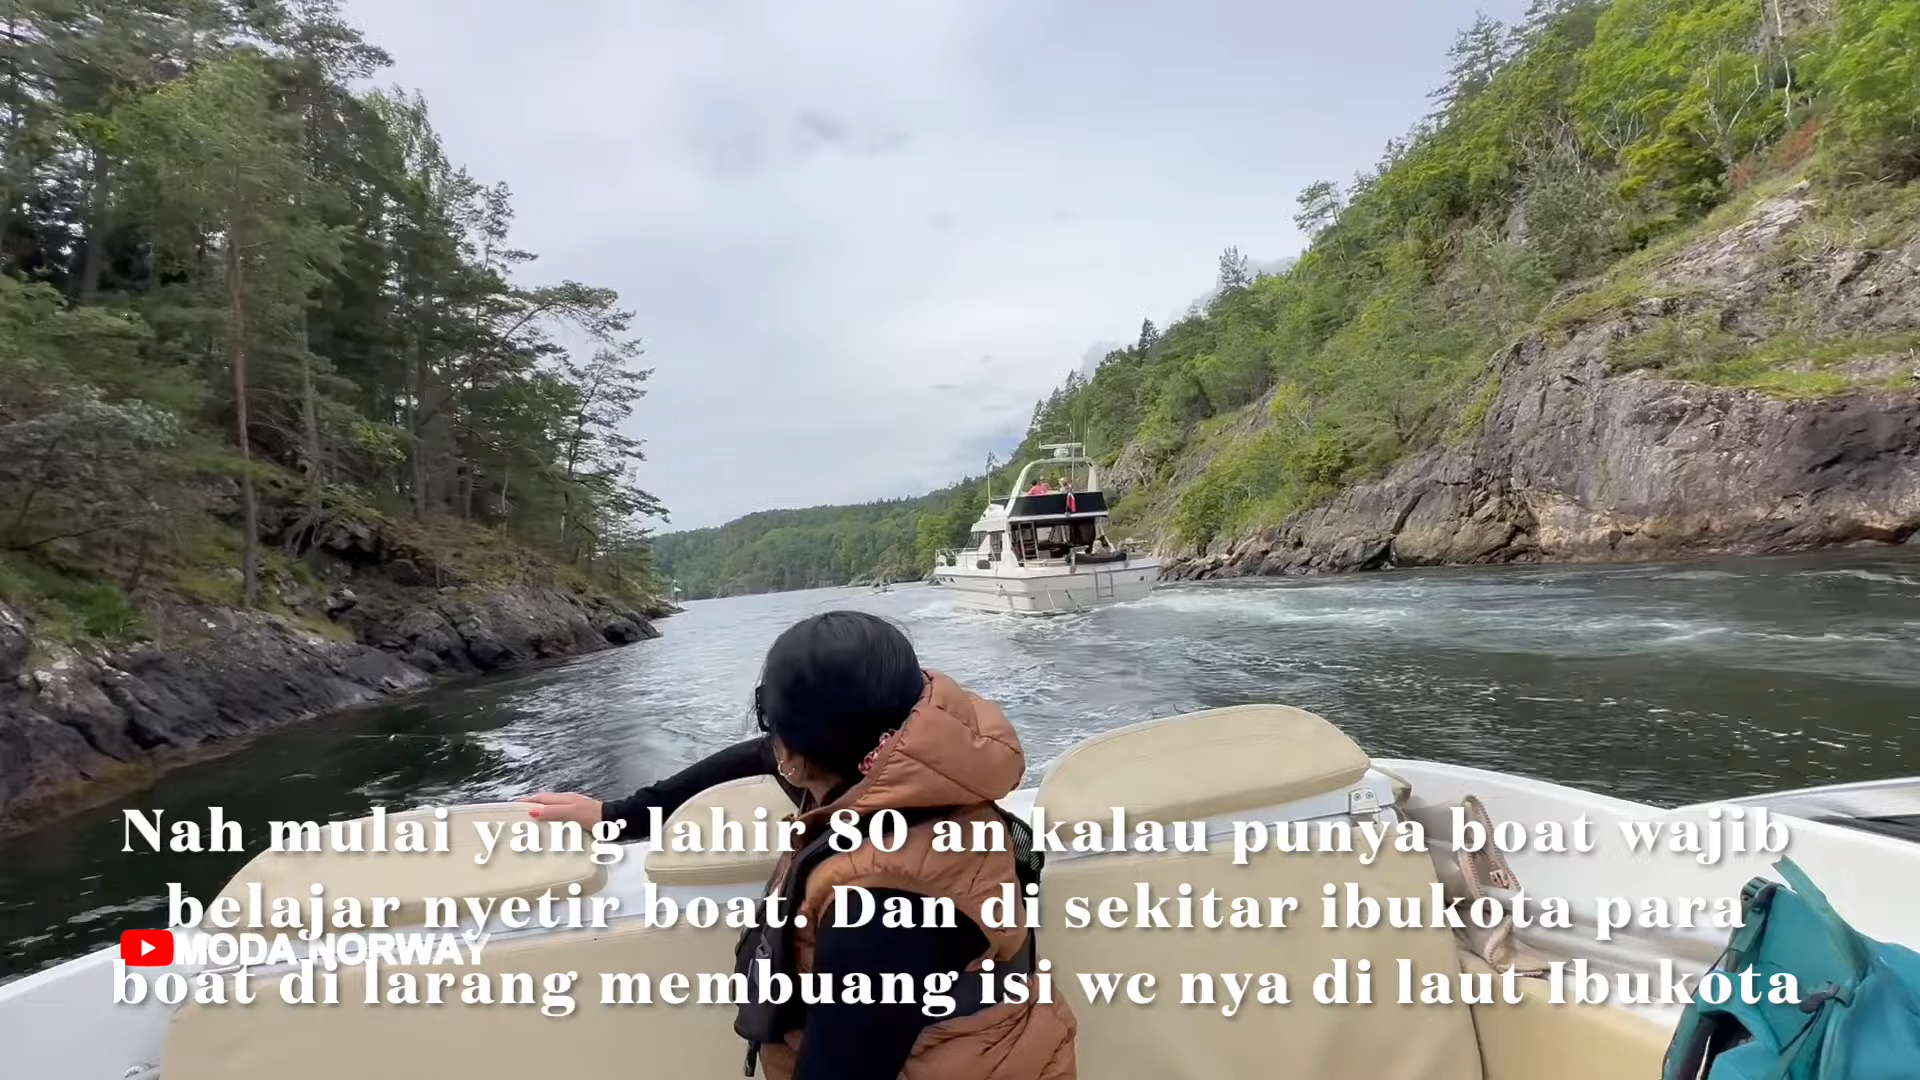 Nah mulai yang lahir 80 an kalau punya boat wajib
belajar nyetir boat. Dan di sekitar ibukota para
MODA NORWAY
boat di larang membuang isi wc nya di laut Ibukota